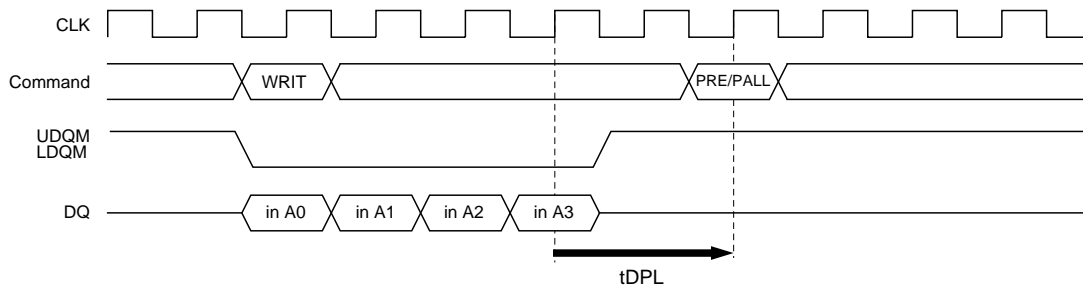 CLK
Command
WRIT
PRE/PALL
UDQM
LDQM
DQ
in A0
in A1
in A2
in A3
tDPL